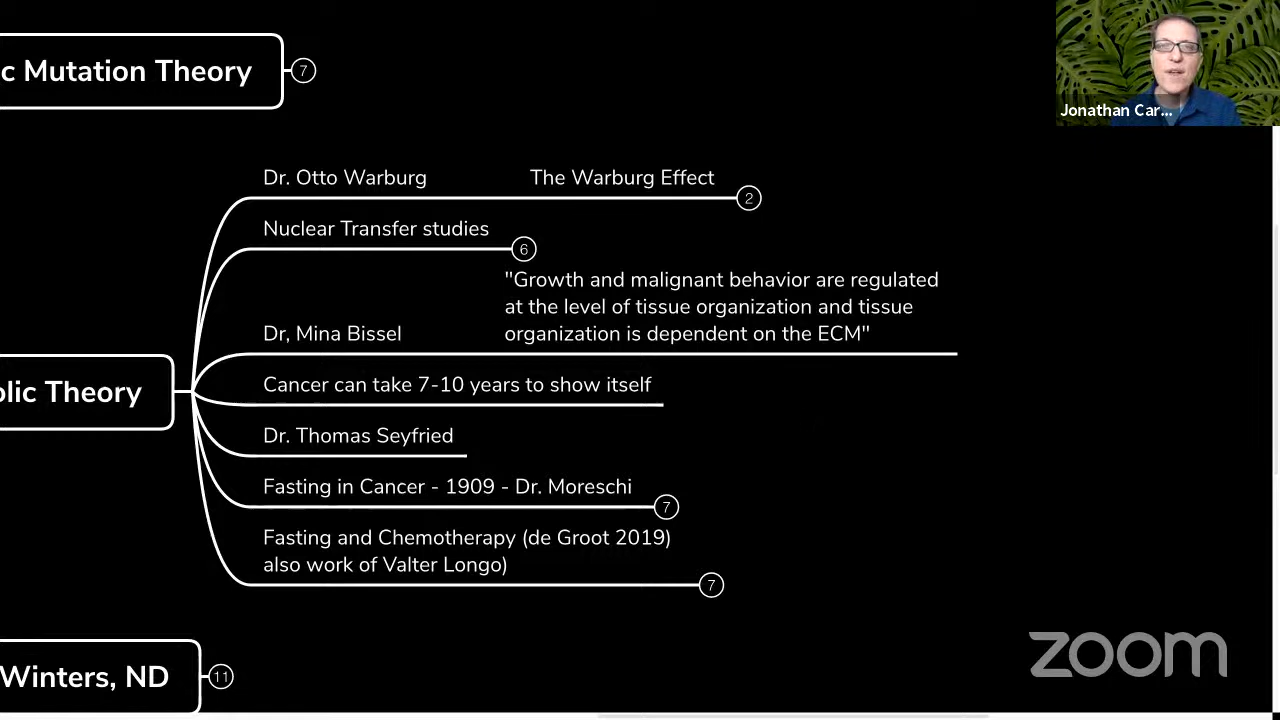 c Mutation Theory
7
Jonathan Car...
Dr. Otto Warburg
The Warburg Effect
2
Nuclear Transfer studies
6
"Growth and malignant behavior are regulated
at the level of tissue organization and tissue
organization is dependent on the ECM"
Dr, Mina Bissel
olic Theory
Cancer can take 7-10 years to show itself
Dr. Thomas Seyfried
Fasting in Cancer - 1909 - Dr. Moreschi
7
Fasting and Chemotherapy (de Groot 2019)
also work of Valter Longo)
7
Winters, ND
11
zoom